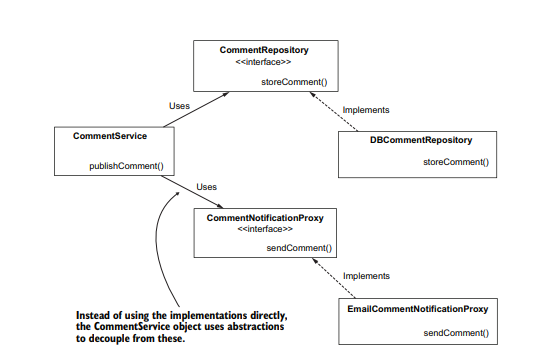 CommentRepository
<<interface>>
storeComment()
Uses
Implements
CommentService
publishComment()
DBCommentRepository
storeComment()
Uses
CommentNotificationProxy
<<interface>>
sendComment()
Implements
Instead of using the implementations directly,
the CommentService object uses abstractions
to decouple from these.
EmailCommentNotificationProxy
sendComment()